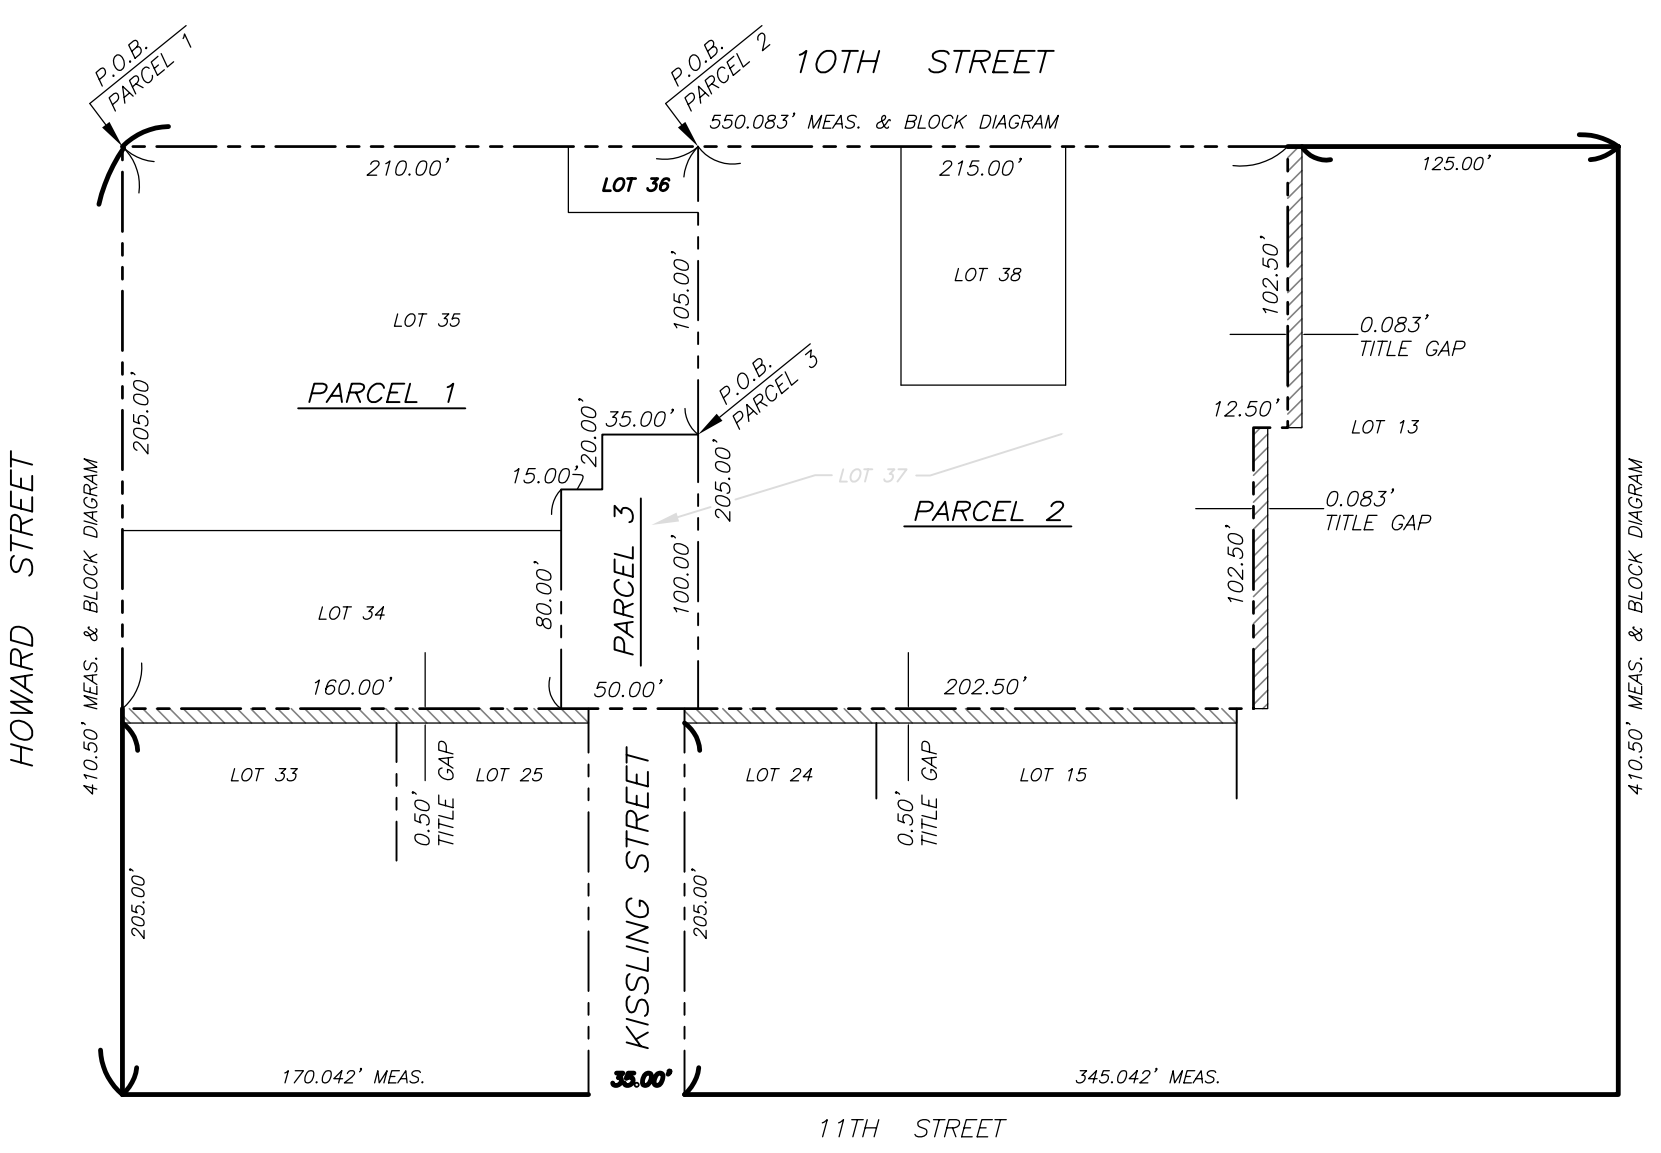 P.O.B.
PARCEL 1
P.O.B.
PARCEL 2
10TH STREET
550.083' MEAS. & BLOCK DIAGRAM
210.00'
LOT 36
215.00'
125.00'
LOT 38
105.00'
102.50'
LOT 35
0.083'
TITLE GAP
PARCEL 1
205.00'
P.O.B.
PARCEL 3
20.00'
35.00'
12.50'
LOT 13
15.00'
LOT 37
205.00'
PARCEL 2
0.083'
TITLE GAP
HOWARD STREET
410.50' MEAS. & BLOCK DIAGRAM
410.50' MEAS. & BLOCK DIAGRAM
PARCEL 3
80.00'
100.00'
102.50'
LOT 34
160.00'
50.00'
202.50'
LOT 33
0.50'
TITLE GAP
LOT 25
LOT 24
0.50'
TITLE GAP
LOT 15
KISSLING STREET
205.00'
205.00'
170.042' MEAS.
35.00'
345.042' MEAS.
11TH STREET